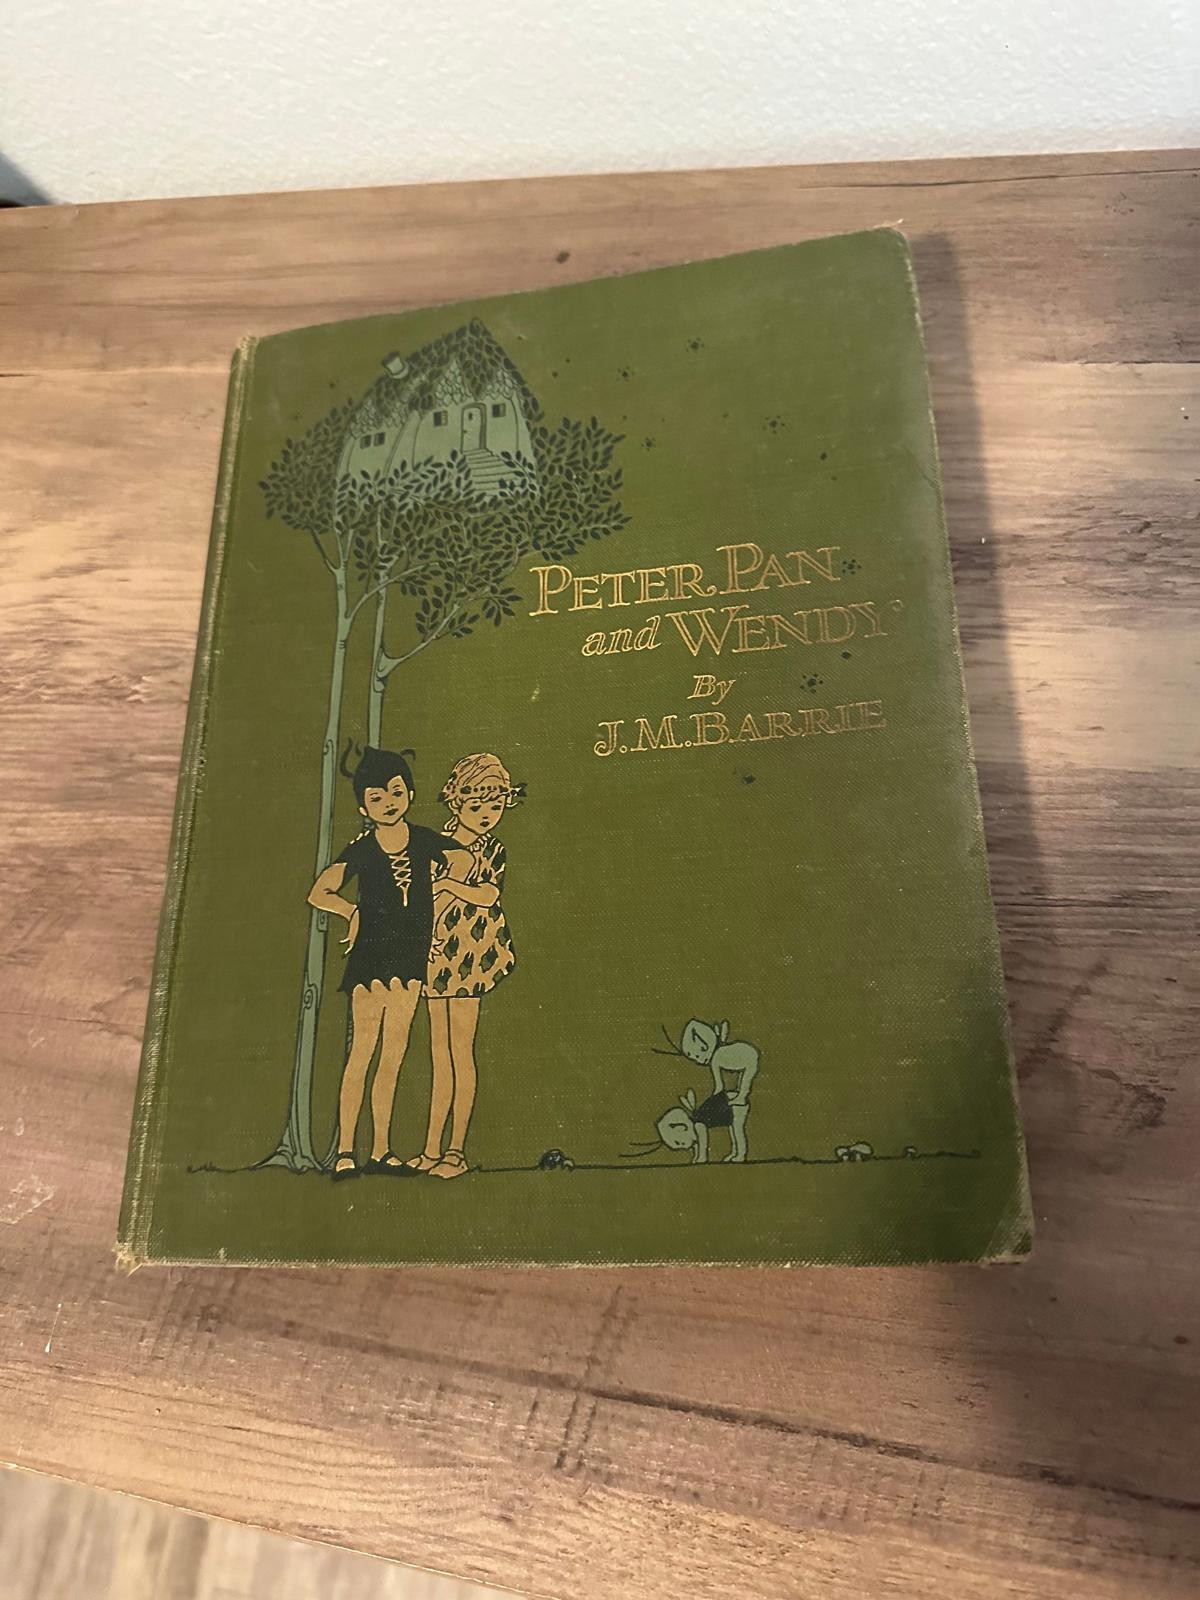 PETER PAN
and WENDY
By
J.M.BARRIE